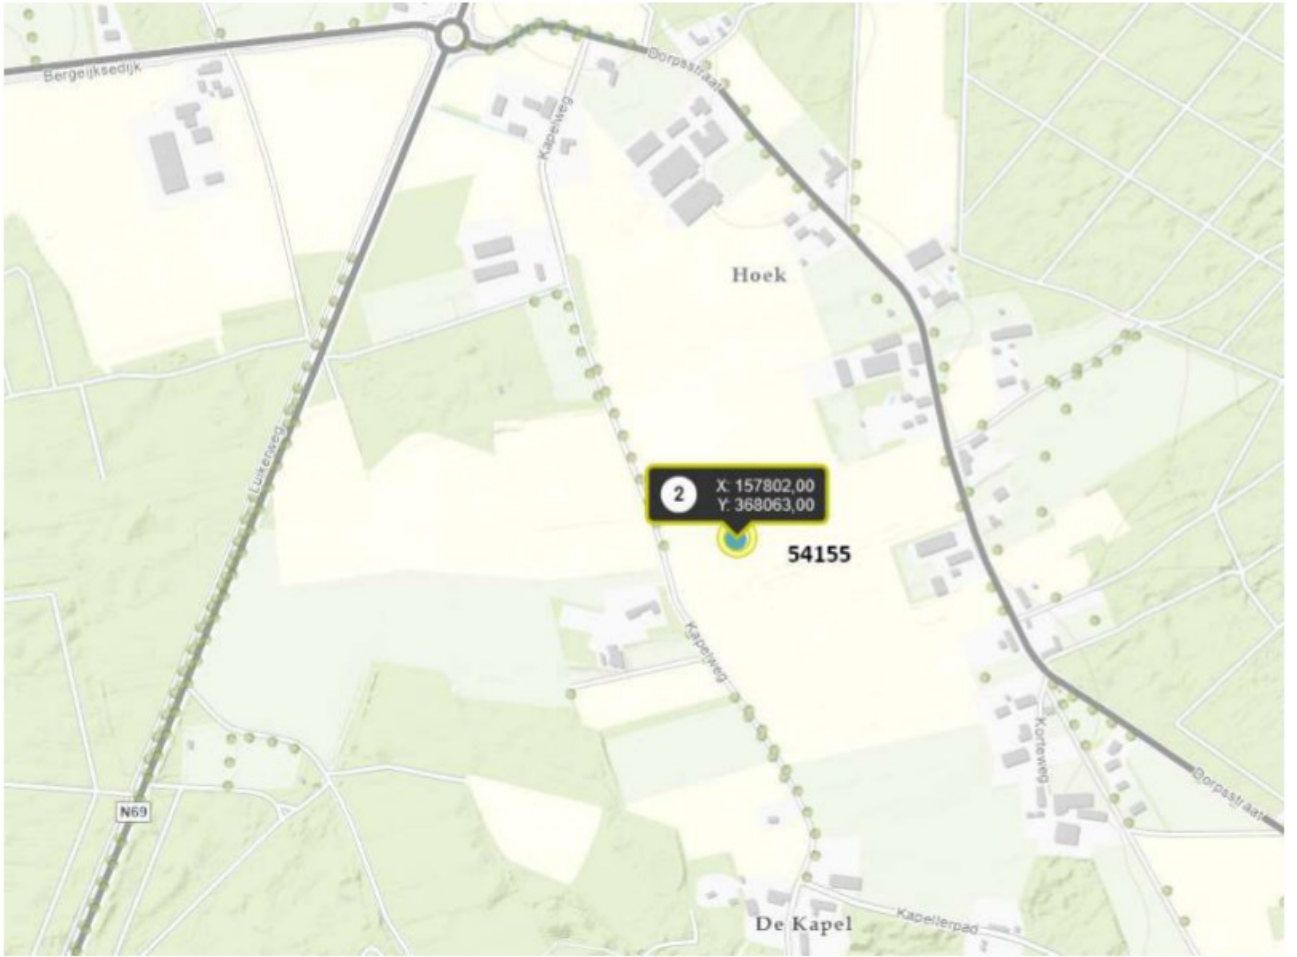 Bergeijksedijk
Dorpsstraat
Kapelweg
Hoek
Luikerweg
2
X: 157802,00
Y: 368063,00
54155
Kapelweg
Korteweg
Dorpsstraat
N69
De Kapel
Kapellerpad